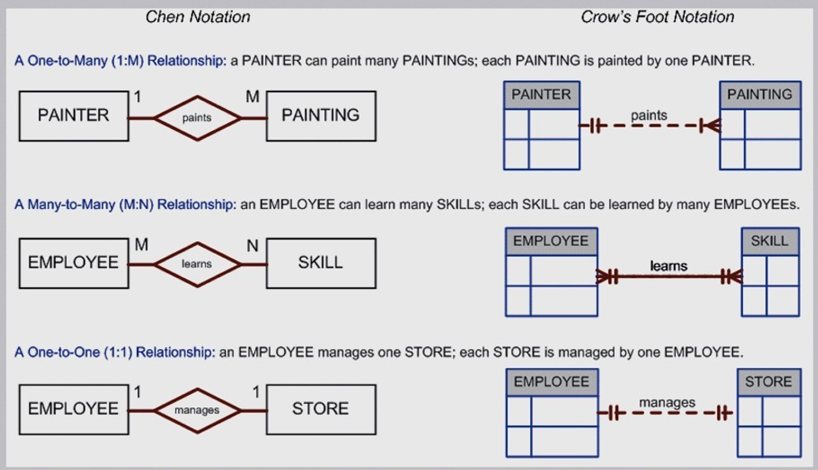 Chen Notation
Crow's Foot Notation
A One-to-Many (1:M) Relationship: a PAINTER can paint many PAINTINGs; each PAINTING is painted by one PAINTER.
PAINTER
1
paints
M
PAINTING
PAINTER
paints
PAINTING
A Many-to-Many (M:N) Relationship: an EMPLOYEE can learn many SKILLs; each SKILL can be learned by many EMPLOYEEs.
EMPLOYEE
M
learns
N
SKILL
EMPLOYEE
learns
SKILL
A One-to-One (1:1) Relationship: an EMPLOYEE manages one STORE; each STORE is managed by one EMPLOYEE.
EMPLOYEE
1
manages
1
STORE
EMPLOYEE
manages
STORE